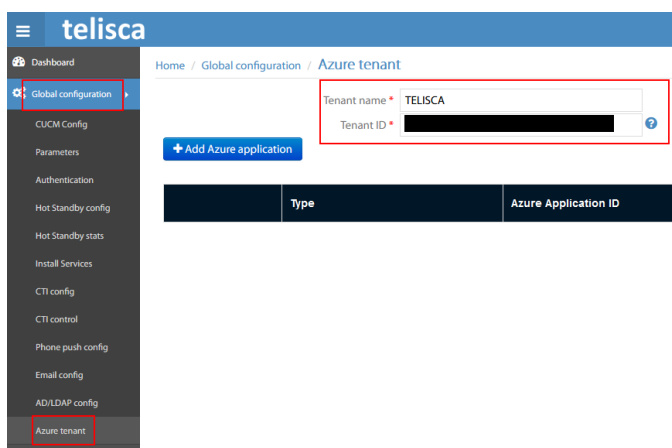 telisca
Dashboard
Home / Global configuration / Azure tenant
Global configuration
Tenant name * TELISCA
CUCM Config
Tenant ID *
Parameters
+ Add Azure application
Authentication
Type Azure Application ID
Hot Standby config
Hot Standby stats
Install Services
CTI config
CTI control
Phone push config
Email config
AD/LDAP config
Azure tenant